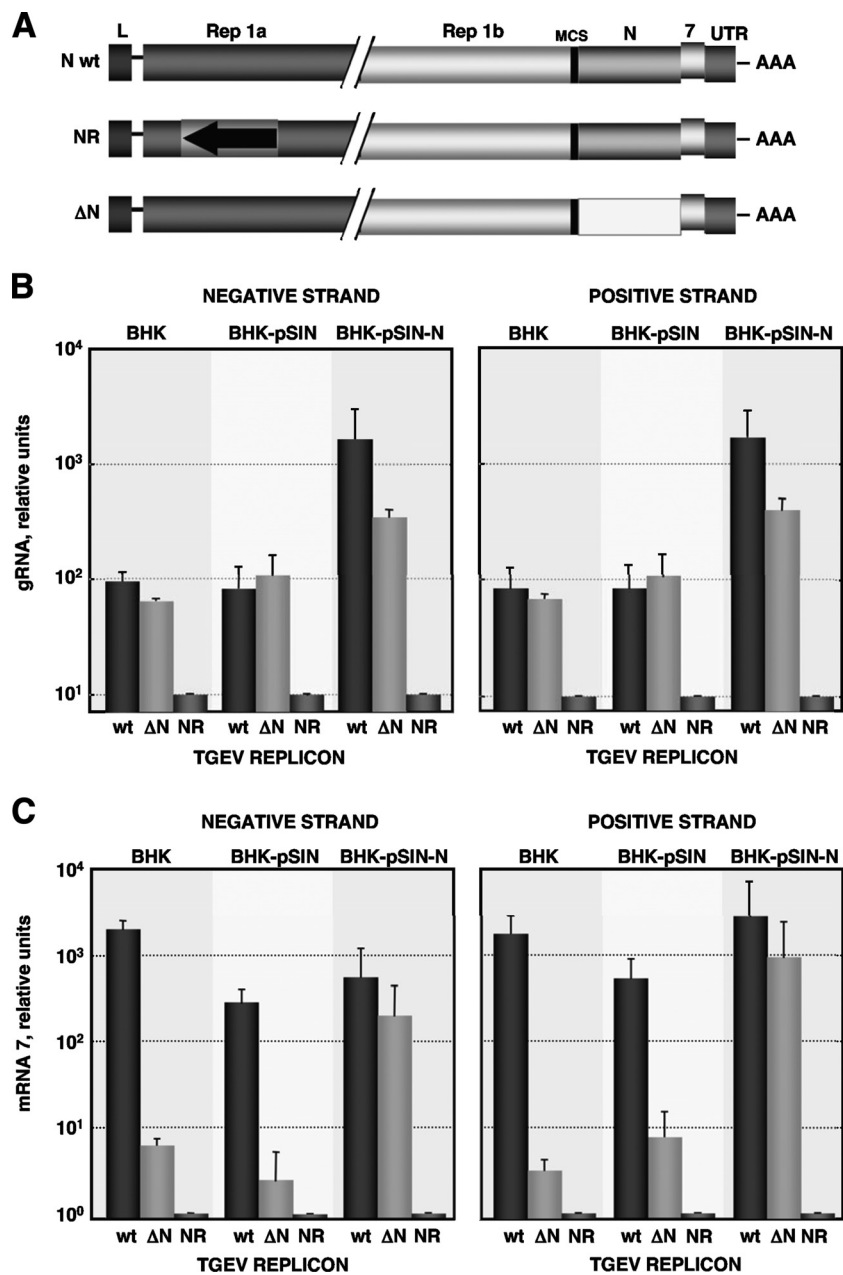 A
L Rep 1a Rep 1b MCS N 7 UTR
N wt AAA
NR AAA
ΔN AAA
B
NEGATIVE STRAND POSITIVE STRAND
BHK BHK-pSIN BHK-pSIN-N BHK BHK-pSIN BHK-pSIN-N
gRNA, relative units
10⁴
10³
10²
10¹
wt ΔN NR wt ΔN NR wt ΔN NR wt ΔN NR wt ΔN NR wt ΔN NR
TGEV REPLICON TGEV REPLICON
C
NEGATIVE STRAND POSITIVE STRAND
BHK BHK-pSIN BHK-pSIN-N BHK BHK-pSIN BHK-pSIN-N
mRNA 7, relative units
10⁴
10³
10²
10¹
10⁰
wt ΔN NR wt ΔN NR wt ΔN NR wt ΔN NR wt ΔN NR wt ΔN NR
TGEV REPLICON TGEV REPLICON